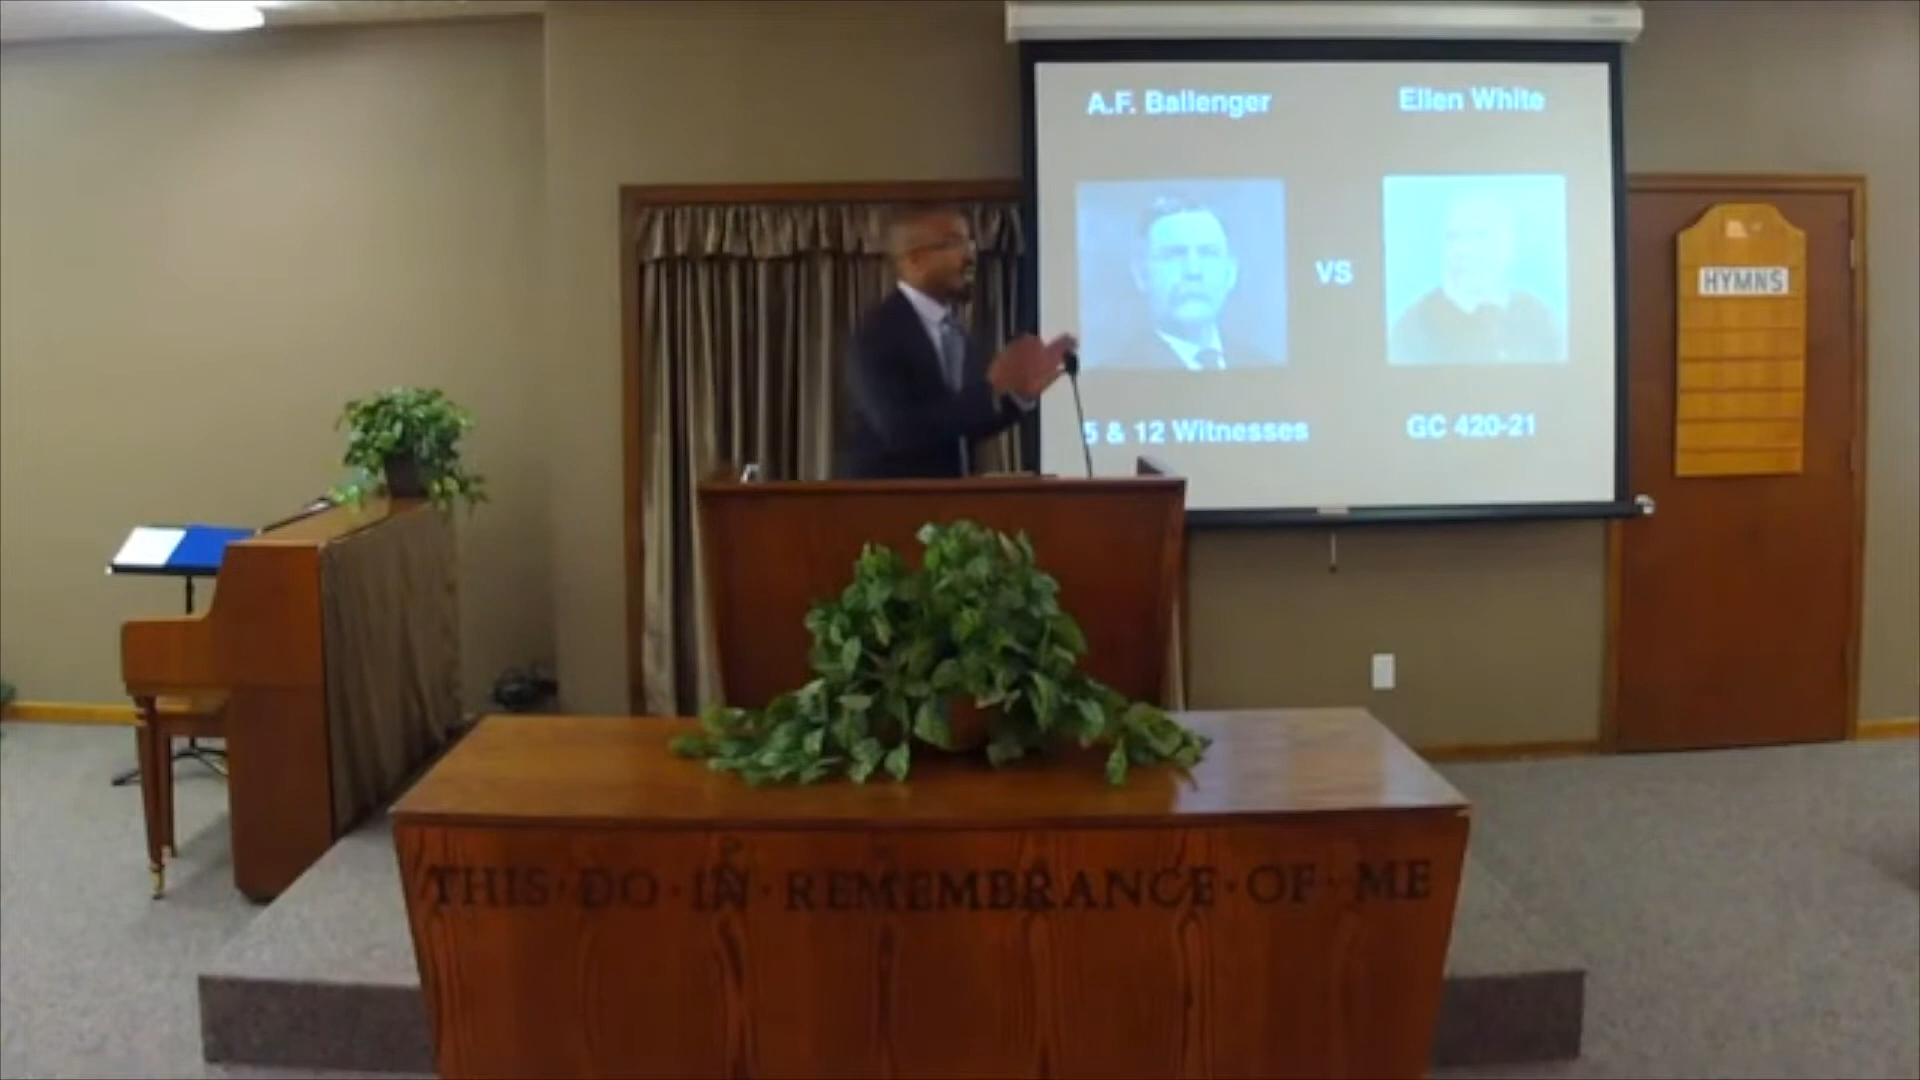 A.F. Ballenger
Ellen White
VS
5 & 12 Witnesses
GC 420-21
HYMNS
THIS·DO·IN·REMEMBRANCE·OF·ME